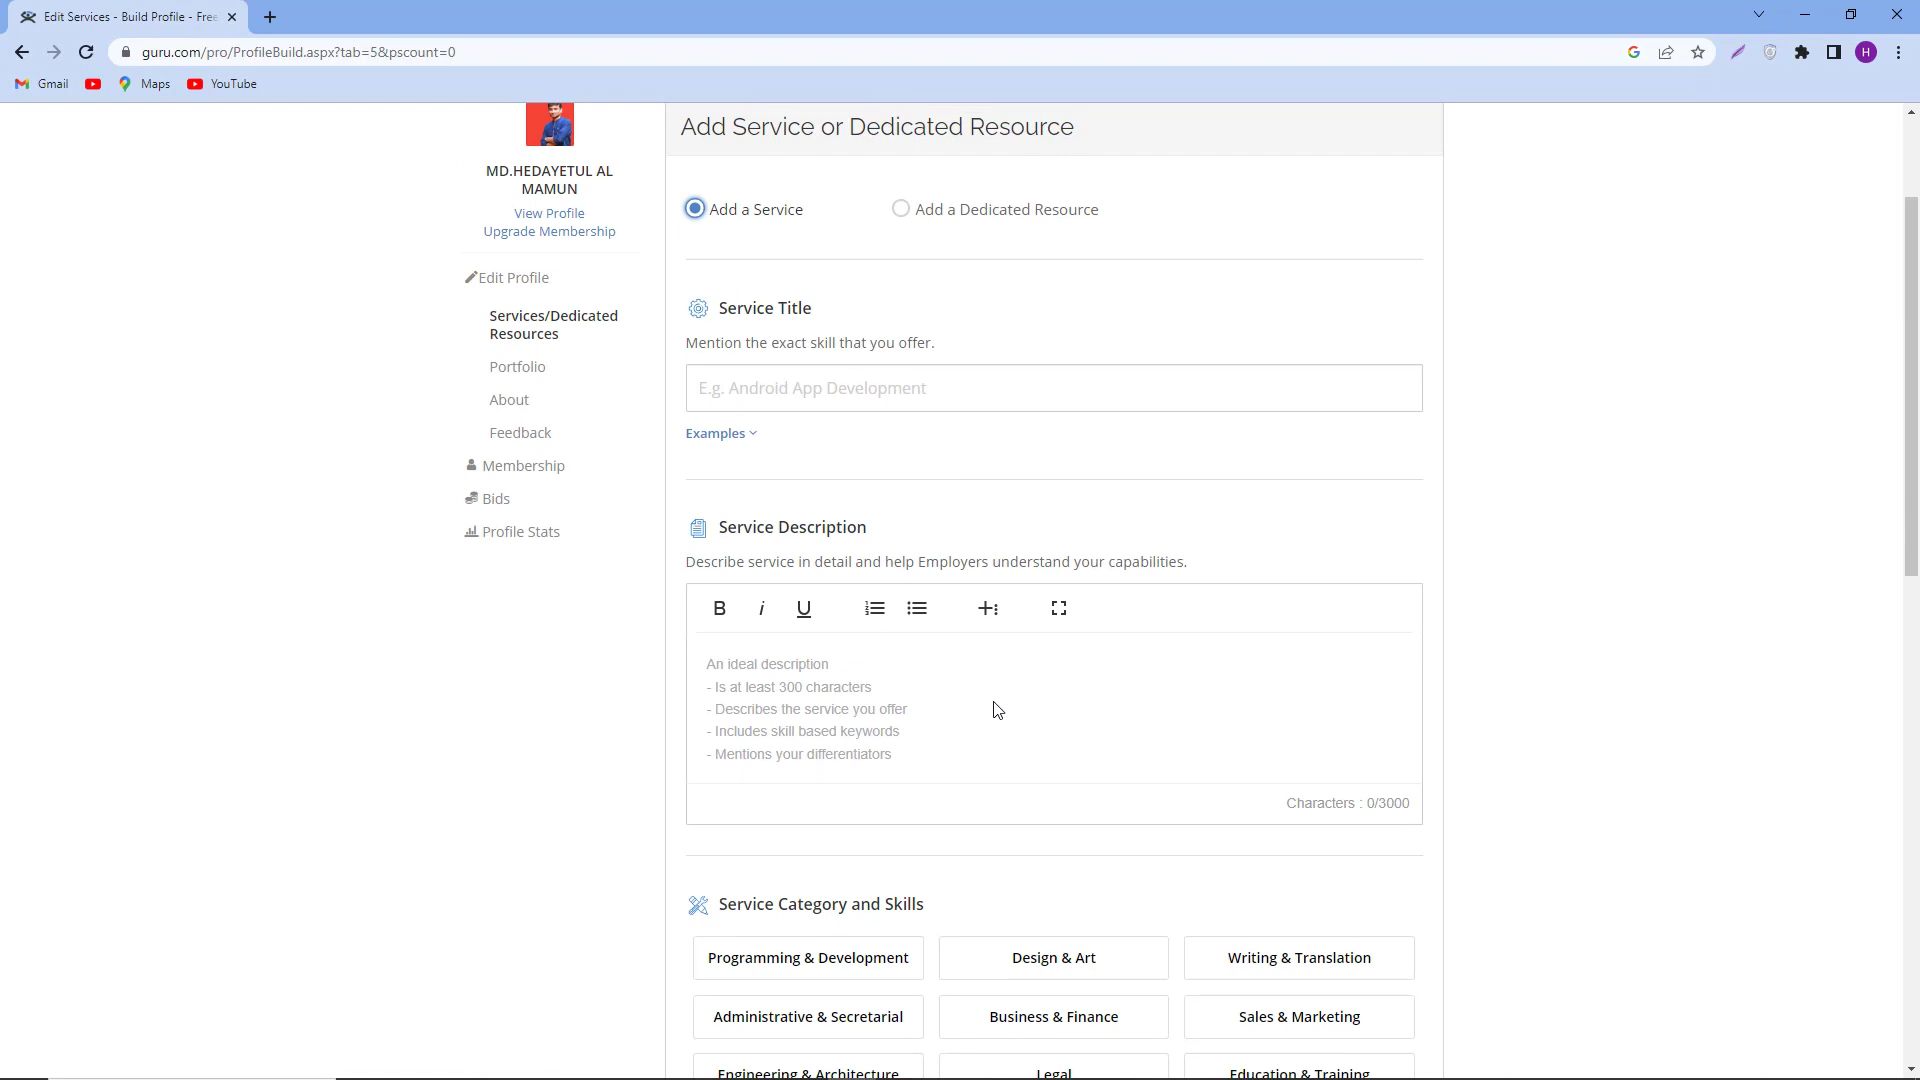 Edit Services - Build Profile - Free
guru.com/pro/ProfileBuild.aspx?tab=5&pscount=0
H
Gmail
Maps
YouTube
MD.HEDAYETUL AL
MAMUN
View Profile
Upgrade Membership
Edit Profile
Services/Dedicated
Resources
Portfolio
About
Feedback
Membership
Bids
Profile Stats
Add Service or Dedicated Resource
Add a Service
Add a Dedicated Resource
Service Title
Mention the exact skill that you offer.
E.g. Android App Development
Examples
Service Description
Describe service in detail and help Employers understand your capabilities.
B i U
An ideal description
- Is at least 300 characters
- Describes the service you offer
- Includes skill based keywords
- Mentions your differentiators
Characters : 0/3000
Service Category and Skills
Programming & Development
Design & Art
Writing & Translation
Administrative & Secretarial
Business & Finance
Sales & Marketing
Engineering & Architecture
Legal
Education & Training